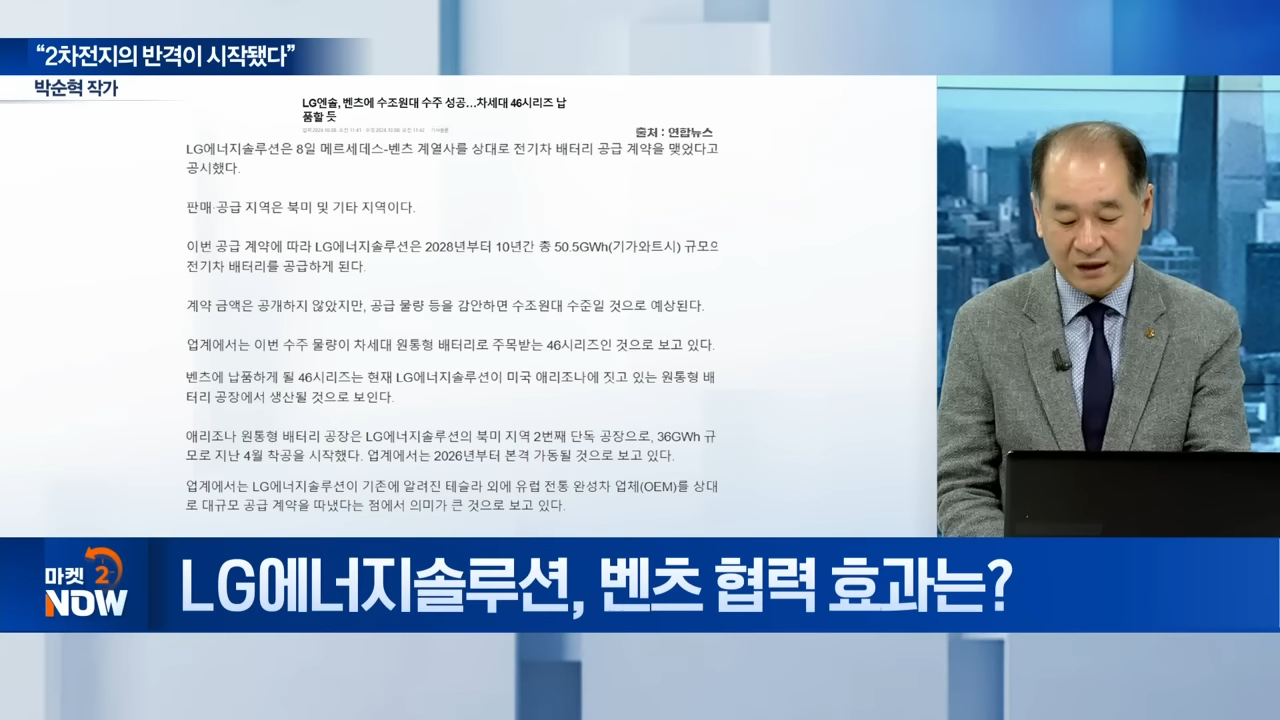 “2차전지의 반격이 시작됐다”
박순혁 작가
LG엔솔, 벤츠에 수조원대 수주 성공...차세대 46시리즈 납
품할 듯
출처 : 연합뉴스
LG에너지솔루션은 8일 메르세데스-벤츠 계열사를 상대로 전기차 배터리 공급 계약을 맺었다고
공시했다.
판매·공급 지역은 북미 및 기타 지역이다.
이번 공급 계약에 따라 LG에너지솔루션은 2028년부터 10년간 총 50.5GWh(기가와트시) 규모의
전기차 배터리를 공급하게 된다.
계약 금액은 공개하지 않았지만, 공급 물량 등을 감안하면 수조원대 수준일 것으로 예상된다.
업계에서는 이번 수주 물량이 차세대 원통형 배터리로 주목받는 46시리즈인 것으로 보고 있다.
벤츠에 납품하게 될 46시리즈는 현재 LG에너지솔루션이 미국 애리조나에 짓고 있는 원통형 배
터리 공장에서 생산될 것으로 보인다.
애리조나 원통형 배터리 공장은 LG에너지솔루션의 북미 지역 2번째 단독 공장으로, 36GWh 규
모로 지난 4월 착공을 시작했다. 업계에서는 2026년부터 본격 가동될 것으로 보고 있다.
업계에서는 LG에너지솔루션이 기존에 알려진 테슬라 외에 유럽 전통 완성차 업체(OEM)를 상대
로 대규모 공급 계약을 따냈다는 점에서 의미가 큰 것으로 보고 있다.
마켓 2
NOW
LG에너지솔루션, 벤츠 협력 효과는?